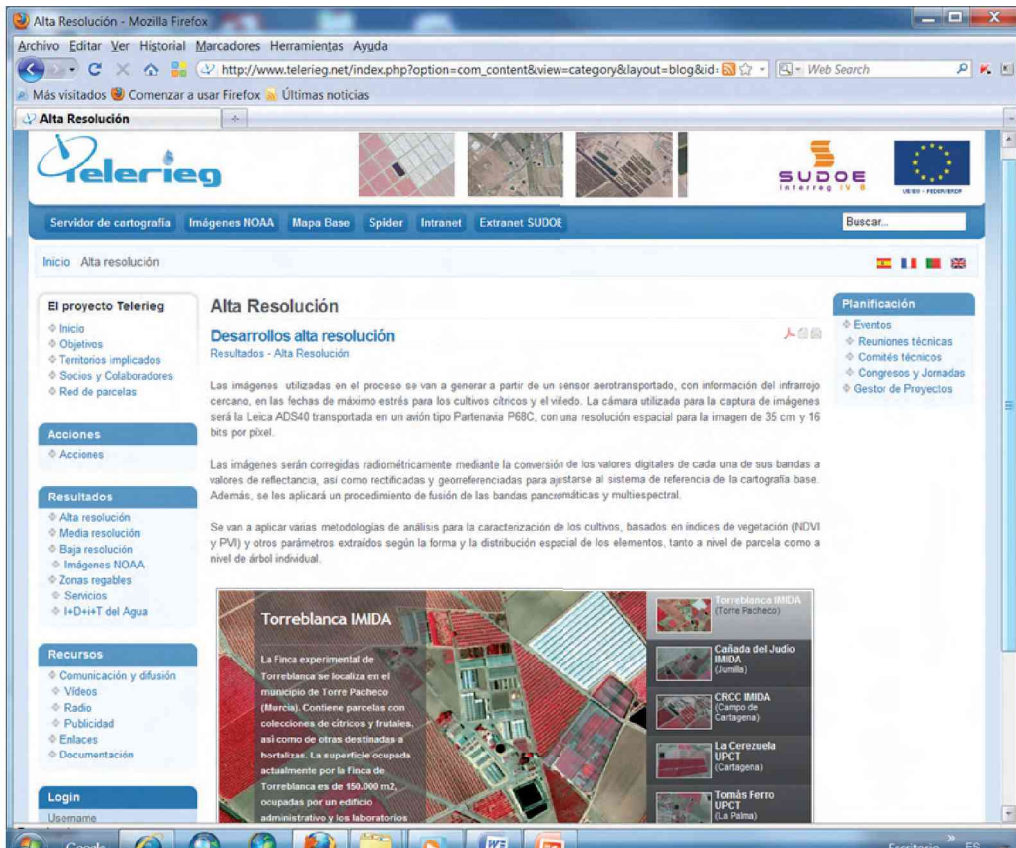 Alta Resolución - Mozilla Firefox
Archivo Editar Ver Historial Marcadores Herramientas Ayuda
http://www.telerieg.net/index.php?option=com_content&view=category&layout=blog&id=
Web Search
Más visitados Comenzar a usar Firefox Últimas noticias
Alta Resolución
Telerieg
SUDOE
Interreg IV B
UE/EU - FEDER/ERDF
Servidor de cartografía Imágenes NOAA Mapa Base Spider Intranet Extranet SUDOE
Buscar...
Inicio Alta resolución
El proyecto Telerieg
Inicio
Objetivos
Territorios implicados
Socios y Colaboradores
Red de parcelas
Acciones
Acciones
Resultados
Alta resolución
Media resolución
Baja resolución
Imágenes NOAA
Zonas regables
Servicios
I+D+i+T del Agua
Recursos
Comunicación y difusión
Vídeos
Radio
Publicidad
Enlaces
Documentación
Login
Username
Alta Resolución
Desarrollos alta resolución
Resultados - Alta Resolución
Las imágenes utilizadas en el proceso se van a generar a partir de un sensor aerotransportado, con información del infrarrojo
cercano, en las fechas de máximo estrés para los cultivos cítricos y el viñedo. La cámara utilizada para la captura de imágenes
será la Leica ADS40 transportada en un avión tipo Partenavia P68C, con una resolución espacial para la imagen de 35 cm y 16
bits por píxel.
Las imágenes serán corregidas radiométricamente mediante la conversión de los valores digitales de cada una de sus bandas a
valores de reflectancia, así como rectificadas y georreferenciadas para ajustarse al sistema de referencia de la cartografía base.
Además, se les aplicará un procedimiento de fusión de las bandas pancromáticas y multiespectral.
Se van a aplicar varias metodologías de análisis para la caracterización de los cultivos, basados en índices de vegetación (NDVI
y PVI) y otros parámetros extraídos según la forma y la distribución espacial de los elementos, tanto a nivel de parcela como a
nivel de árbol individual.
Torreblanca IMIDA
La Finca experimental de
Torreblanca se localiza en el
municipio de Torre Pacheco
(Murcia). Contiene parcelas con
colecciones de cítricos y frutales,
así como de otras destinadas a
hortalizas. La superficie ocupada
actualmente por la Finca de
Torreblanca es de 150.000 m2,
ocupadas por un edificio
administrativo y los laboratorios
Torreblanca IMIDA
(Torre Pacheco)
Cañada del Judio
IMIDA
(Jumilla)
CRCC IMIDA
(Campo de
Cartagena)
La Cerezuela
UPCT
(Cartagena)
Tomás Ferro
UPCT
(La Palma)
Planificación
Eventos
Reuniones técnicas
Comités técnicos
Congresos y Jornadas
Gestor de Proyectos
Google
Escritorio
ES